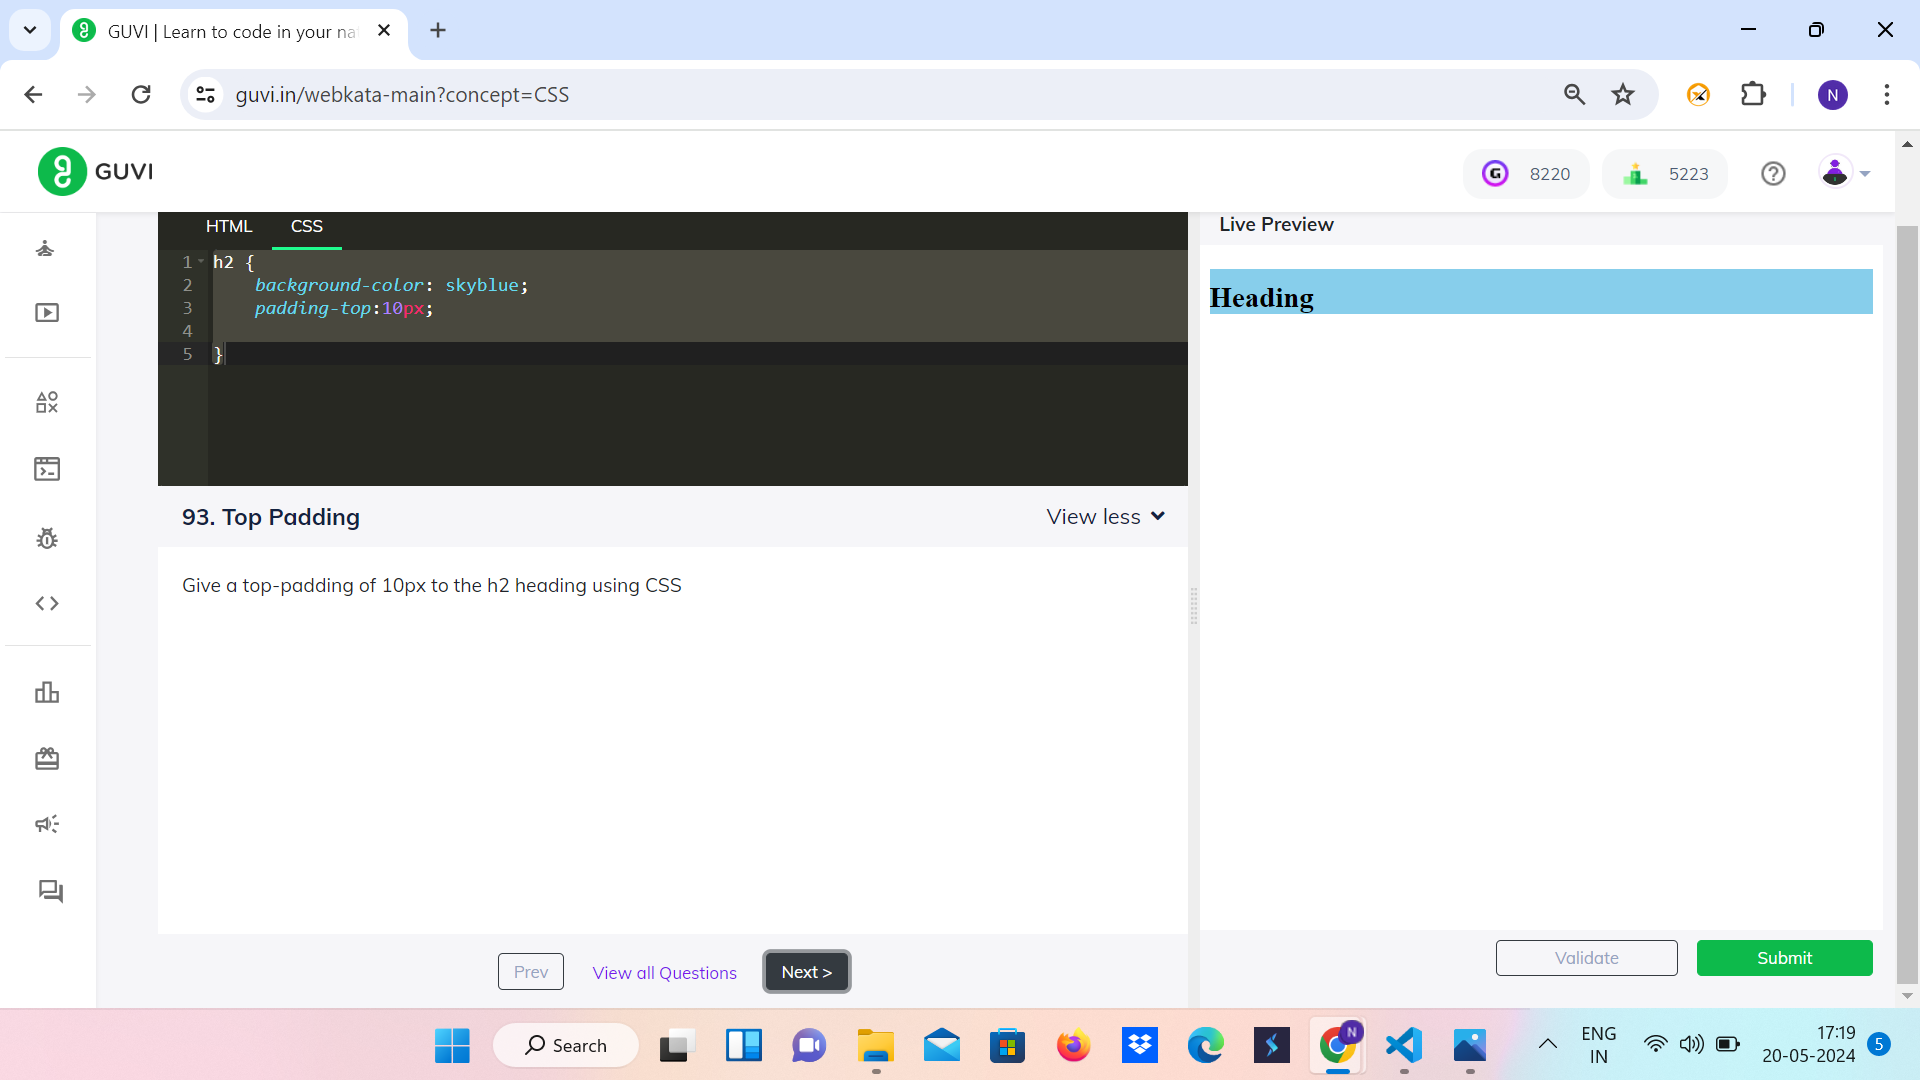 GUVI | Learn to code in your na
guvi.in/webkata-main?concept=CSS
N
GUVI
G
8220
5223
HTML
CSS
Live Preview
1 h2 {
2 background-color: skyblue;
3 padding-top:10px;
4
5 }
Heading
93. Top Padding
View less
Give a top-padding of 10px to the h2 heading using CSS
Prev
View all Questions
Next >
Validate
Submit
Search
N
ENG
IN
17:19
20-05-2024
5